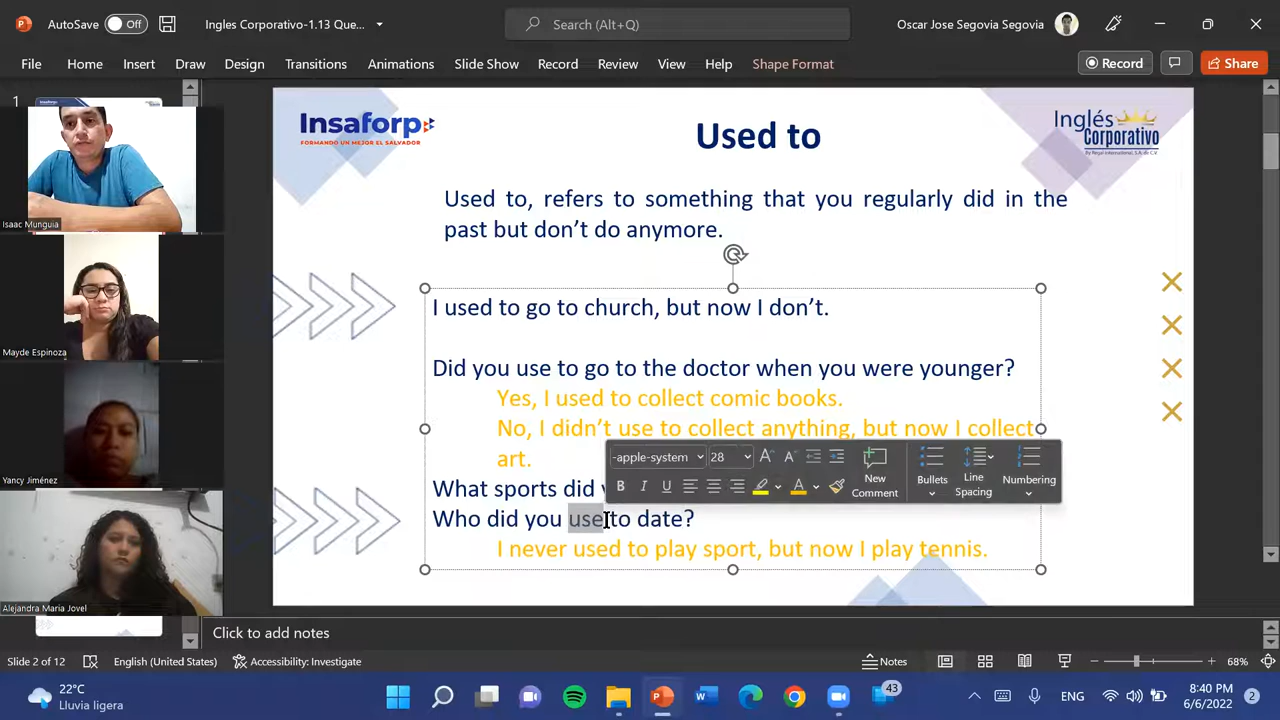 AutoSave Off Ingles Corporativo-1.13 Que... Search (Alt+Q) Oscar Jose Segovia Segovia
File Home Insert Draw Design Transitions Animations Slide Show Record Review View Help Shape Format Record Share
1
Insaforp
FORMANDO UN MEJOR EL SALVADOR
Used to
Inglés
Corporativo
By Regal International, S.A. de C.V.
Used to, refers to something that you regularly did in the
past but don't do anymore.
I used to go to church, but now I don't.
Did you use to go to the doctor when you were younger?
Yes, I used to collect comic books.
No, I didn't use to collect anything, but now I collect
art.
What sports did
Who did you use to date?
I never used to play sport, but now I play tennis.
-apple-system 28 A A
B I U A
New
Comment
Bullets
Line
Spacing
Numbering
Isaac Munguia
Mayde Espinoza
Yancy Jiménez
Alejandra Maria Jovel
Click to add notes
Slide 2 of 12 English (United States) Accessibility: Investigate Notes 68%
22°C
Lluvia ligera
43
ENG
8:40 PM
6/6/2022
2